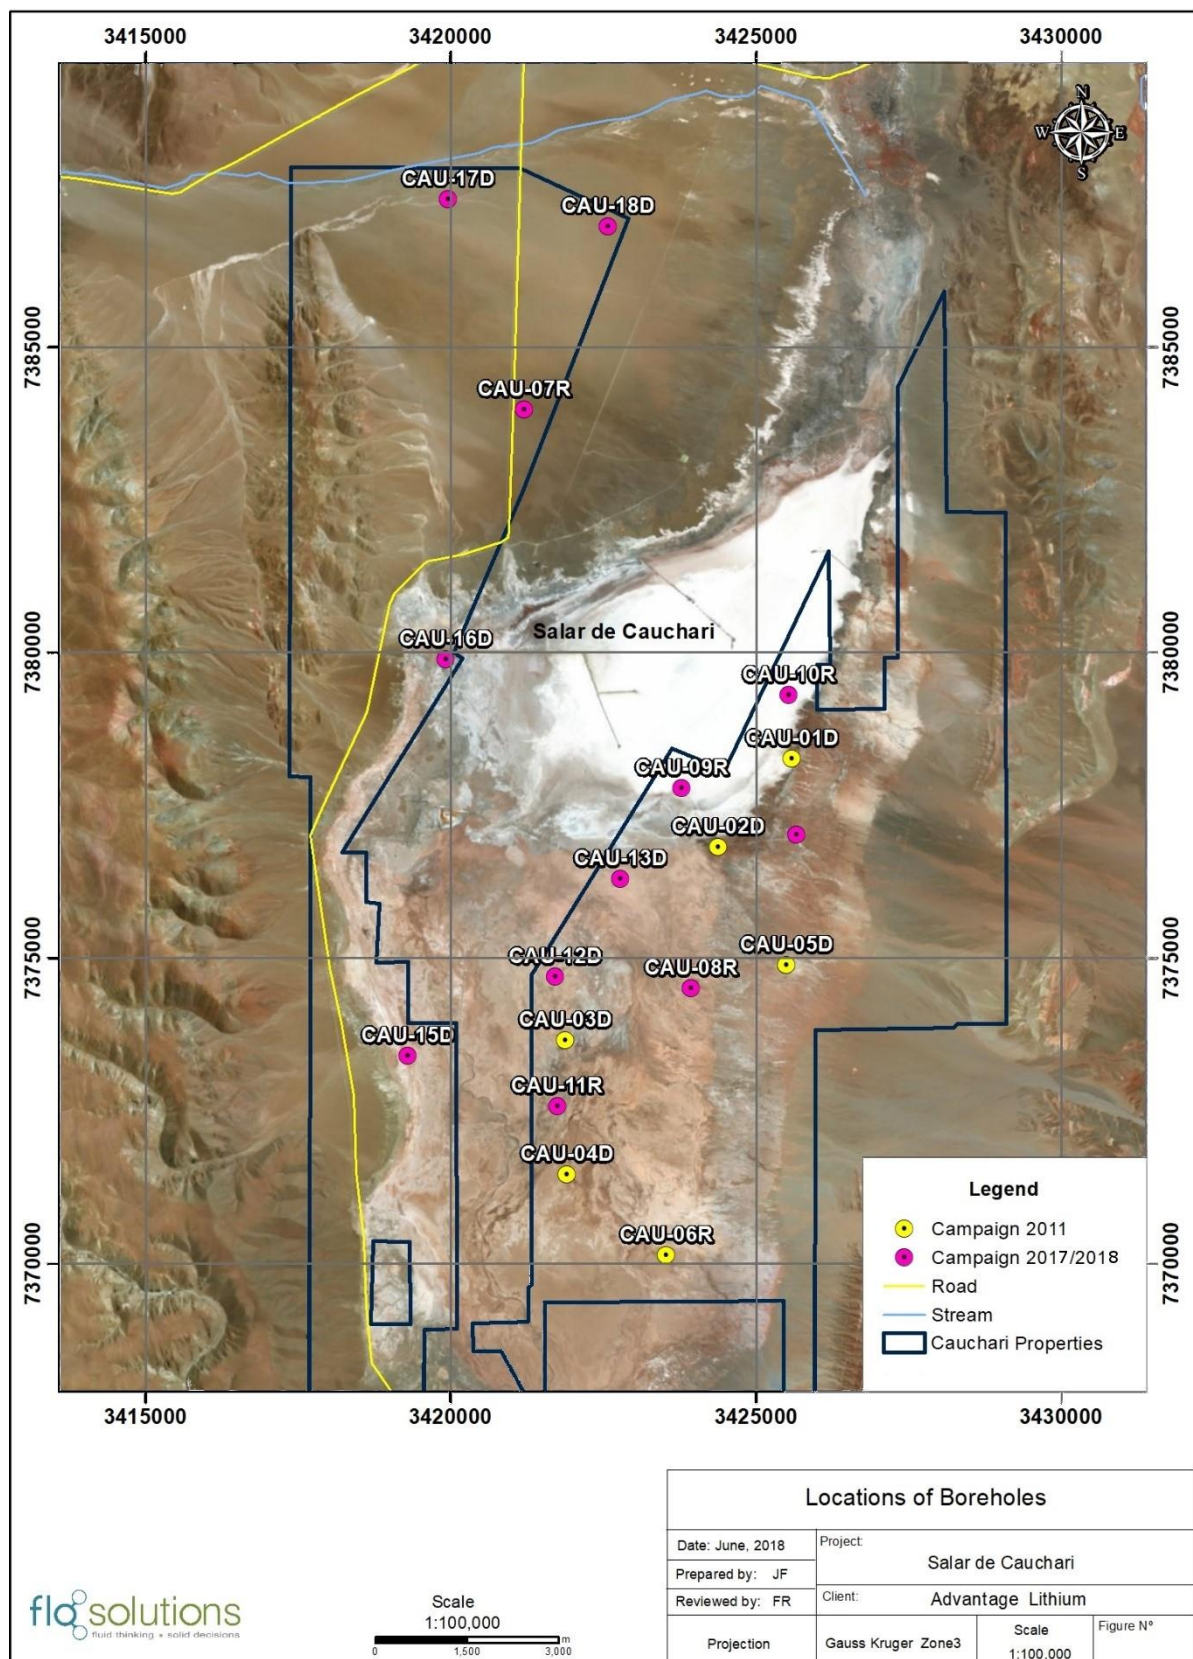 3415000 3420000 3425000 3430000
N
W E
S
CAU-17D
CAU-18D
7385000 7385000
CAU-07R
7380000 7380000
CAU-16D
Salar de Cauchari
CAU-10R
CAU-01D
CAU-09R
CAU-02D
CAU-13D
7375000 7375000
CAU-05D
CAU-12D
CAU-08R
CAU-03D
CAU-15D
CAU-11R
CAU-04D
CAU-06R
7370000 7370000
Legend
Campaign 2011
Campaign 2017/2018
Road
Stream
Cauchari Properties
3415000 3420000 3425000 3430000
Locations of Boreholes
Date: June, 2018
Prepared by: JF
Reviewed by: FR
Project:
Salar de Cauchari
Client: Advantage Lithium
Projection
Gauss Kruger Zone3
Scale
1:100,000
Figure Nº
flosolutions
fluid thinking + solid decisions
Scale
1:100,000
0 1,500 3,000 m